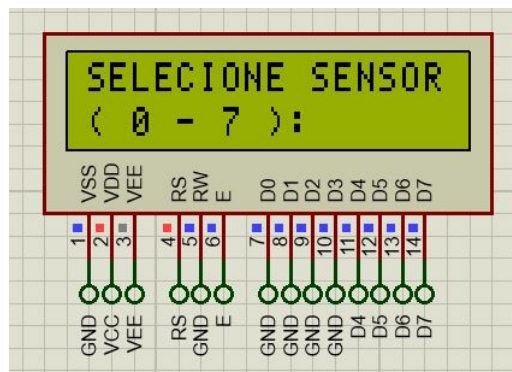 SELECIONE SENSOR
( 0 - 7 ):
VSS VDD VEE RS RW E D0 D1 D2 D3 D4 D5 D6 D7
1 2 3 4 5 6 7 8 9 10 11 12 13 14
GND VCC VEE RS GND E GND GND GND GND D4 D5 D6 D7